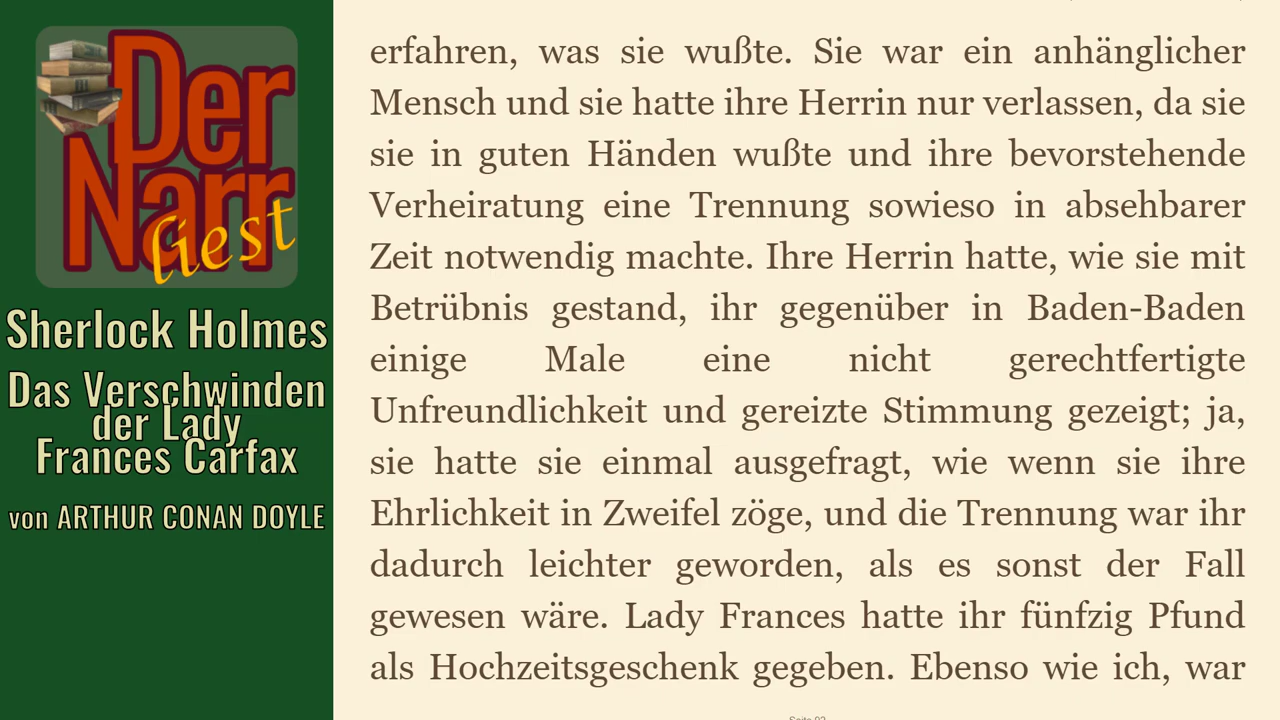 Der
Narr
liest
Sherlock Holmes
Das Verschwinden
der Lady
Frances Carfax
von ARTHUR CONAN DOYLE
erfahren, was sie wußte. Sie war ein anhänglicher
Mensch und sie hatte ihre Herrin nur verlassen, da sie
sie in guten Händen wußte und ihre bevorstehende
Verheiratung eine Trennung sowieso in absehbarer
Zeit notwendig machte. Ihre Herrin hatte, wie sie mit
Betrübnis gestand, ihr gegenüber in Baden-Baden
einige Male eine nicht gerechtfertigte
Unfreundlichkeit und gereizte Stimmung gezeigt; ja,
sie hatte sie einmal ausgefragt, wie wenn sie ihre
Ehrlichkeit in Zweifel zöge, und die Trennung war ihr
dadurch leichter geworden, als es sonst der Fall
gewesen wäre. Lady Frances hatte ihr fünfzig Pfund
als Hochzeitsgeschenk gegeben. Ebenso wie ich, war